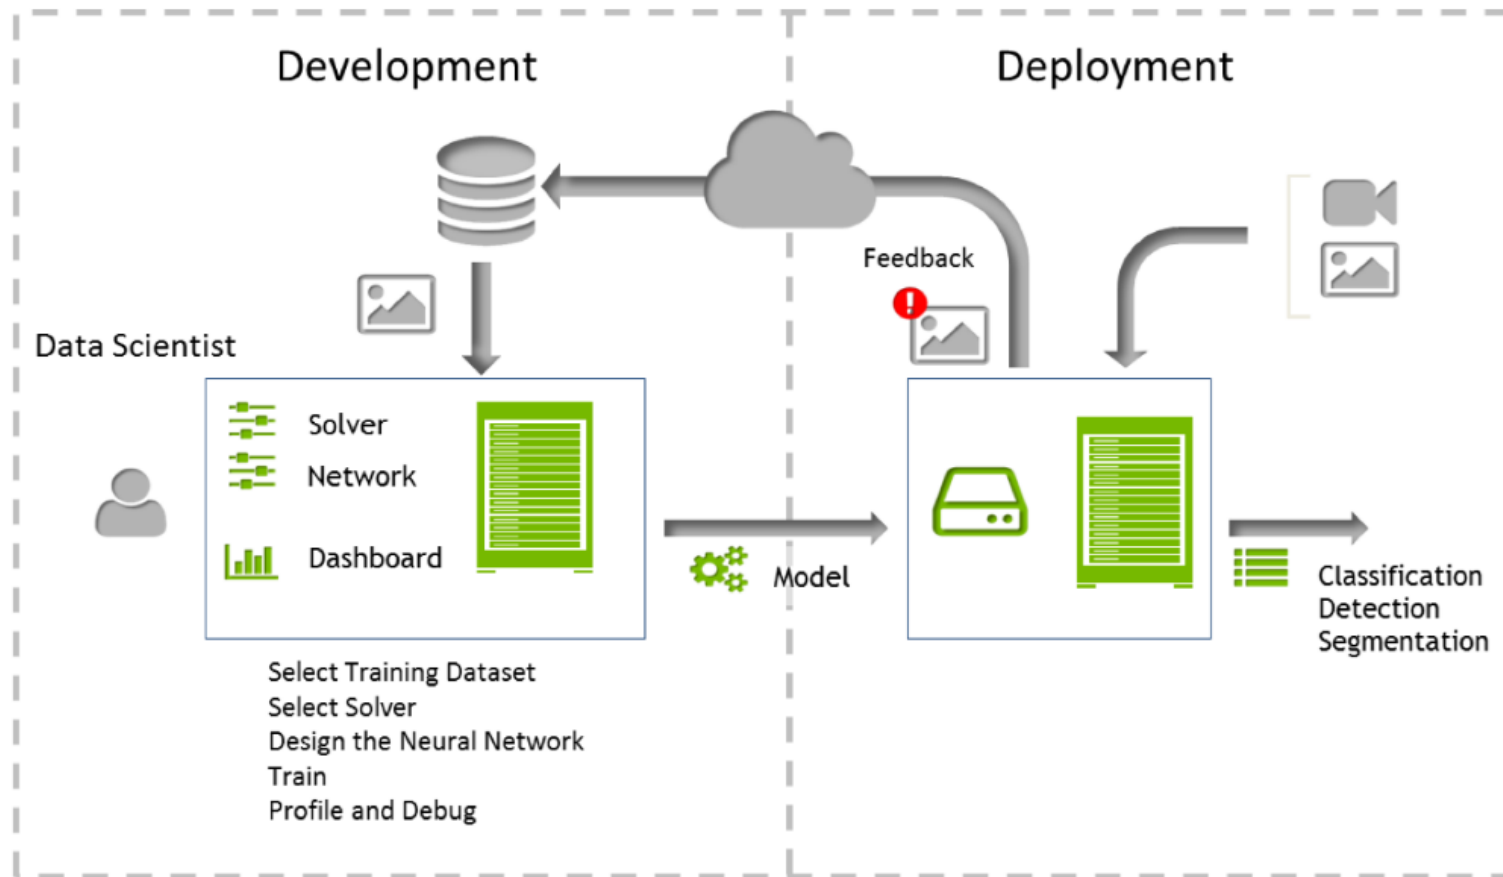 Development
Deployment
Feedback
Data Scientist
Solver
Network
Dashboard
Model
Classification
Detection
Segmentation
Select Training Dataset
Select Solver
Design the Neural Network
Train
Profile and Debug